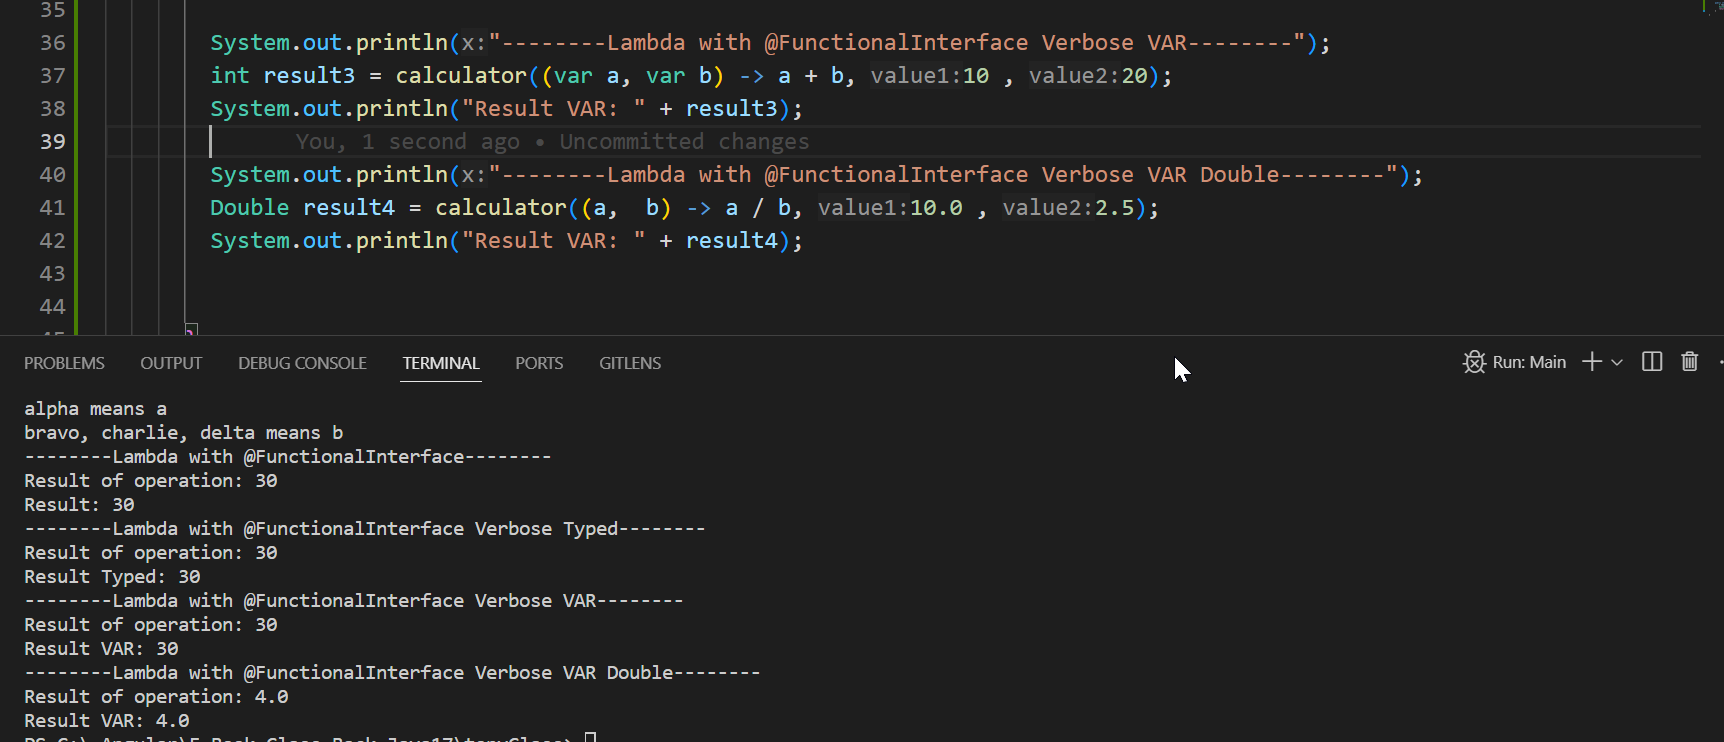 35
36 System.out.println(x:"--------Lambda with @FunctionalInterface Verbose VAR--------");
37 int result3 = calculator((var a, var b) -> a + b, value1:10 , value2:20);
38 System.out.println("Result VAR: " + result3);
39 You, 1 second ago • Uncommitted changes
40 System.out.println(x:"--------Lambda with @FunctionalInterface Verbose VAR Double--------");
41 Double result4 = calculator((a,  b) -> a / b, value1:10.0 , value2:2.5);
42 System.out.println("Result VAR: " + result4);
43
44
PROBLEMS OUTPUT DEBUG CONSOLE TERMINAL PORTS GITLENS Run: Main
alpha means a
bravo, charlie, delta means b
--------Lambda with @FunctionalInterface--------
Result of operation: 30
Result: 30
--------Lambda with @FunctionalInterface Verbose Typed--------
Result of operation: 30
Result Typed: 30
--------Lambda with @FunctionalInterface Verbose VAR--------
Result of operation: 30
Result VAR: 30
--------Lambda with @FunctionalInterface Verbose VAR Double--------
Result of operation: 4.0
Result VAR: 4.0